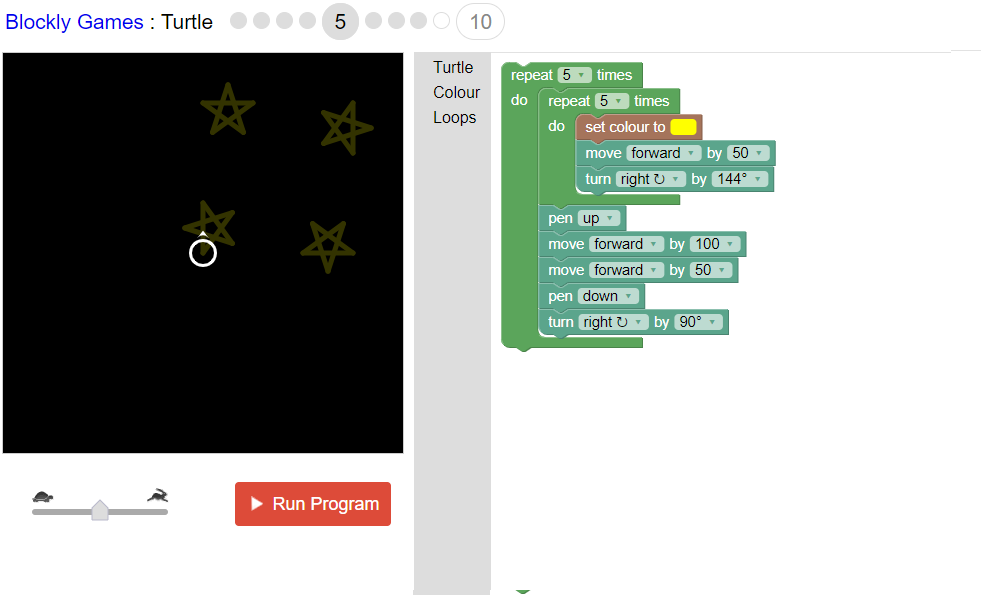 Blockly Games : Turtle 5 10
Turtle
Colour
Loops
repeat 5 times
do repeat 5 times
do set colour to
move forward by 50
turn right ↻ by 144°
pen up
move forward by 100
move forward by 50
pen down
turn right ↻ by 90°
Run Program